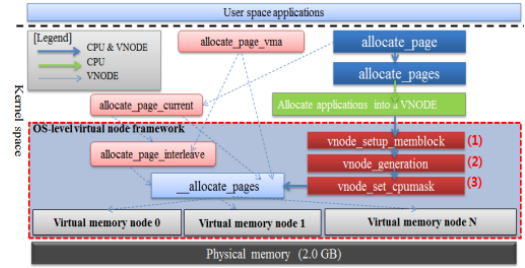 User space applications
[Legend]
CPU & VNODE
CPU
VNODE
allocate_page_vma
allocate_page
allocate_pages
Kernel space
allocate_page_current
Allocate applications into a VNODE
OS-level virtual node framework
vnode_setup_memblock
(1)
allocate_page_interleave
vnode_generation
(2)
__allocate_pages
vnode_set_cpumask
(3)
Virtual memory node 0
Virtual memory node 1
Virtual memory node N
Physical memory (2.0 GB)